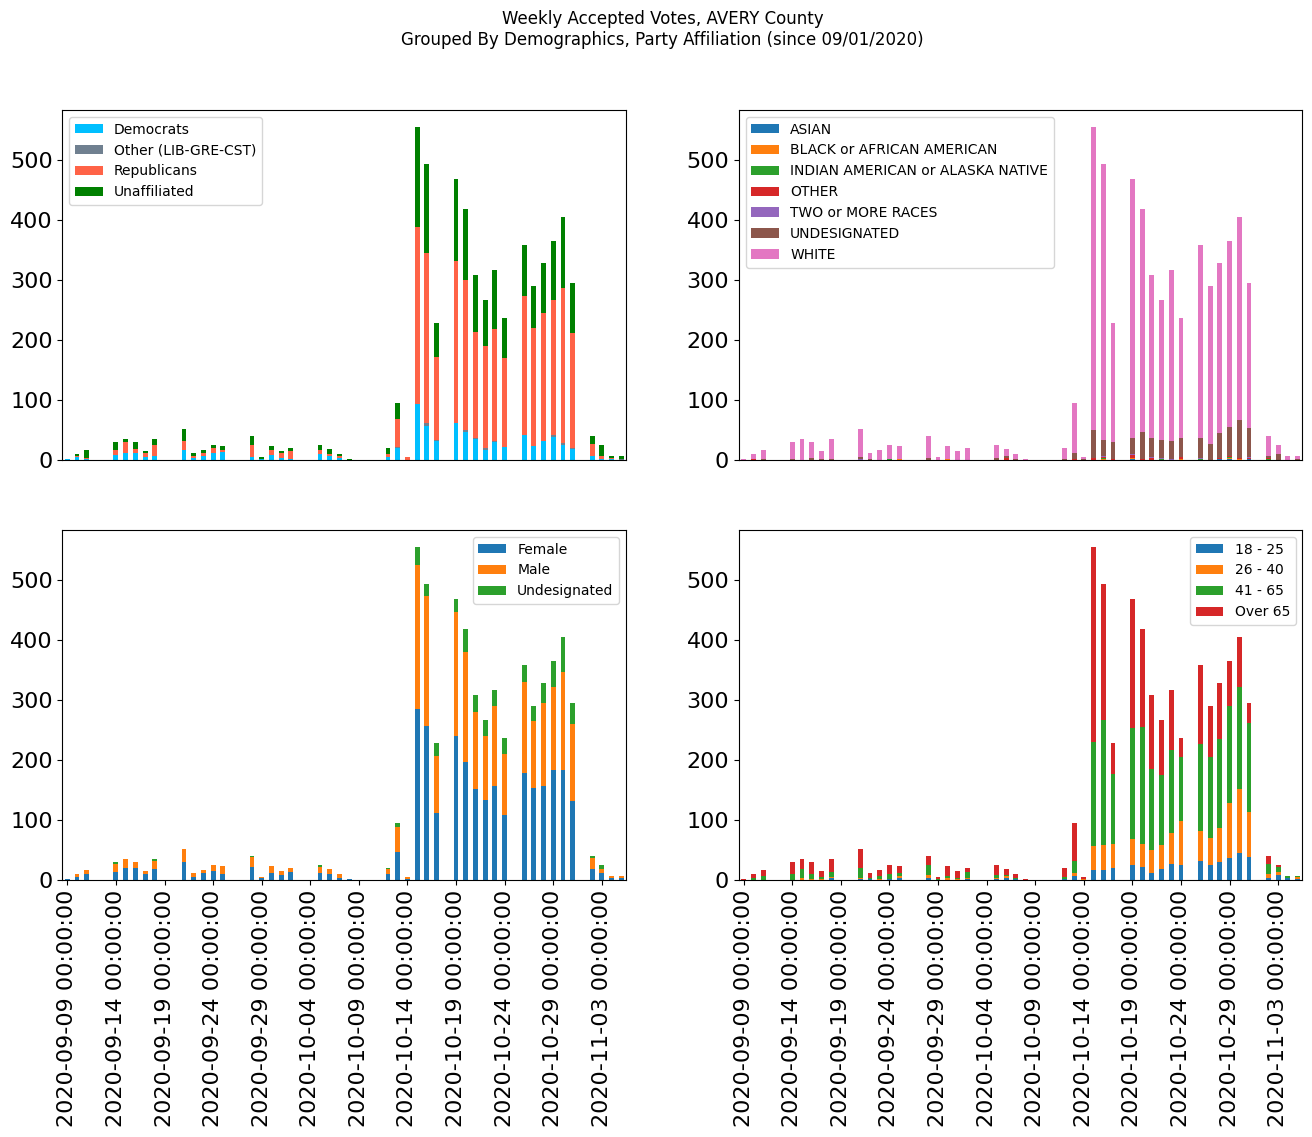 Weekly Accepted Votes, AVERY County
Grouped By Demographics, Party Affiliation (since 09/01/2020)
Democrats
Other (LIB-GRE-CST)
Republicans
Unaffiliated
500
400
300
200
100
0
ASIAN
BLACK or AFRICAN AMERICAN
INDIAN AMERICAN or ALASKA NATIVE
OTHER
TWO or MORE RACES
UNDESIGNATED
WHITE
500
400
300
200
100
0
Female
Male
Undesignated
500
400
300
200
100
0
2020-09-09 00:00:00
2020-09-14 00:00:00
2020-09-19 00:00:00
2020-09-24 00:00:00
2020-09-29 00:00:00
2020-10-04 00:00:00
2020-10-09 00:00:00
2020-10-14 00:00:00
2020-10-19 00:00:00
2020-10-24 00:00:00
2020-10-29 00:00:00
2020-11-03 00:00:00
18 - 25
26 - 40
41 - 65
Over 65
500
400
300
200
100
0
2020-09-09 00:00:00
2020-09-14 00:00:00
2020-09-19 00:00:00
2020-09-24 00:00:00
2020-09-29 00:00:00
2020-10-04 00:00:00
2020-10-09 00:00:00
2020-10-14 00:00:00
2020-10-19 00:00:00
2020-10-24 00:00:00
2020-10-29 00:00:00
2020-11-03 00:00:00